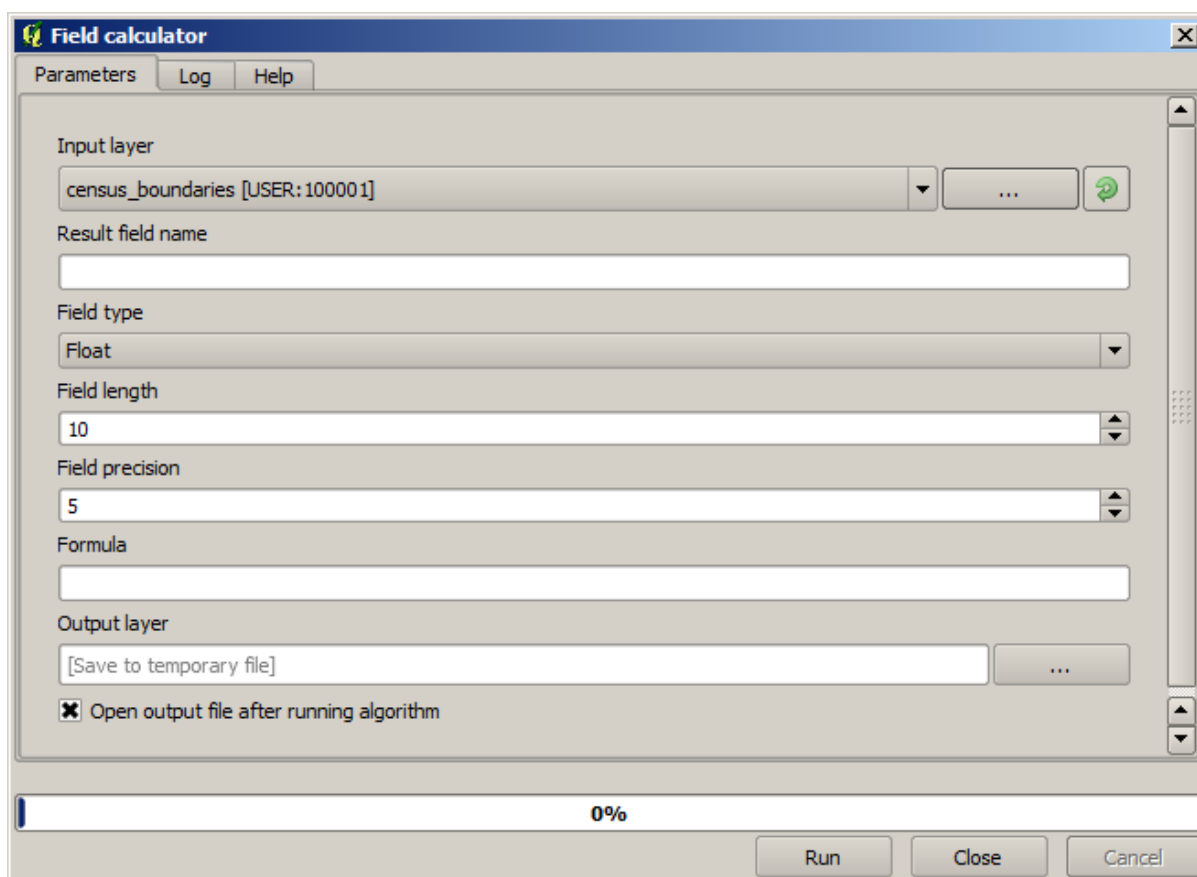 Field calculator
Parameters Log Help
Input layer
census_boundaries [USER:100001] ...
Result field name
Field type
Float
Field length
10
Field precision
5
Formula
Output layer
[Save to temporary file] ...
Open output file after running algorithm
0%
Run Close Cancel